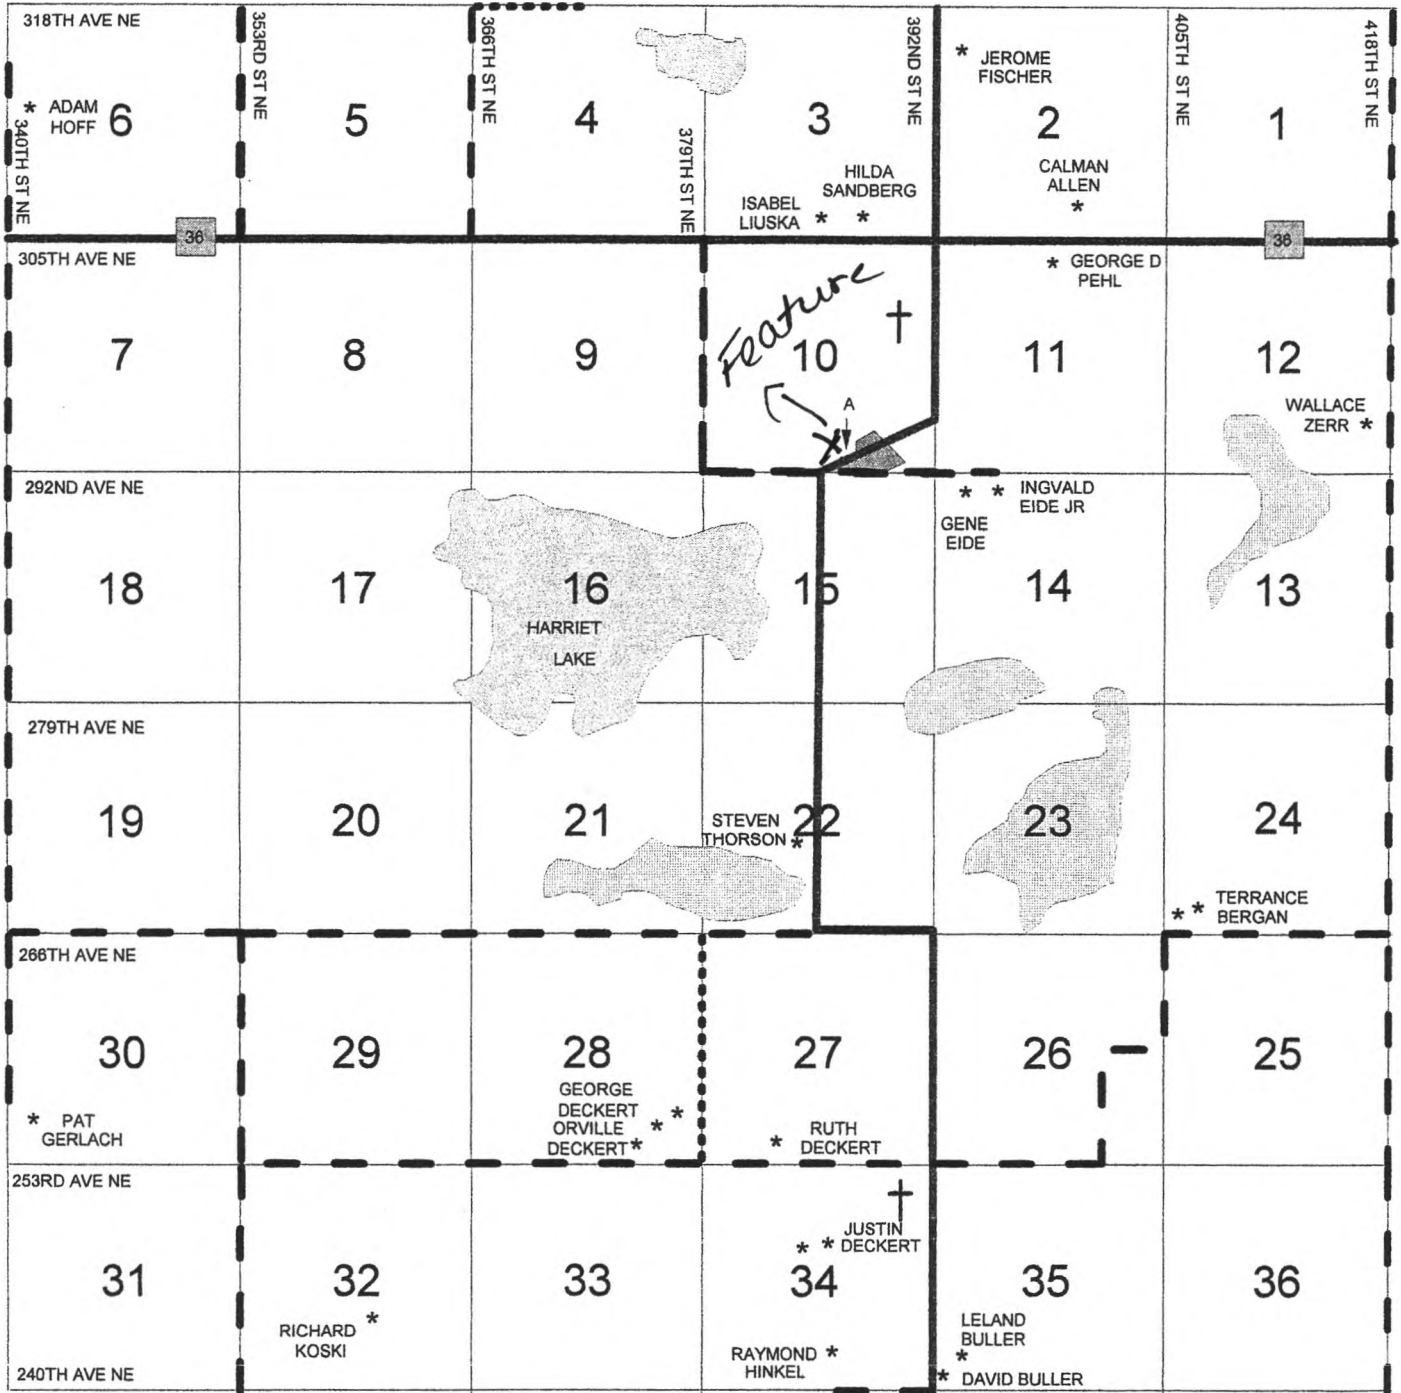 318TH AVE NE
353RD ST NE
366TH ST NE
392ND ST NE
405TH ST NE
418TH ST NE
* JEROME
FISCHER
* ADAM
HOFF
6
5
4
3
2
1
340TH ST NE
379TH ST NE
HILDA
SANDBERG
CALMAN
ALLEN
*
ISABEL
LIUSKA * *
36
36
305TH AVE NE
* GEORGE D
PEHL
Feature
7
8
9
10
11
12
A
X
WALLACE
ZERR *
292ND AVE NE
* * INGVALD
EIDE JR
GENE
EIDE
18
17
16
15
14
13
HARRIET
LAKE
279TH AVE NE
19
20
21
22
23
24
STEVEN
THORSON *
* * TERRANCE
BERGAN
266TH AVE NE
30
29
28
27
26
25
GEORGE
DECKERT *
ORVILLE *
DECKERT *
* PAT
GERLACH
* RUTH
DECKERT
253RD AVE NE
* * JUSTIN
DECKERT
31
32
33
34
35
36
RICHARD *
KOSKI
LELAND
BULLER
*
RAYMOND *
HINKEL
240TH AVE NE
* DAVID BULLER